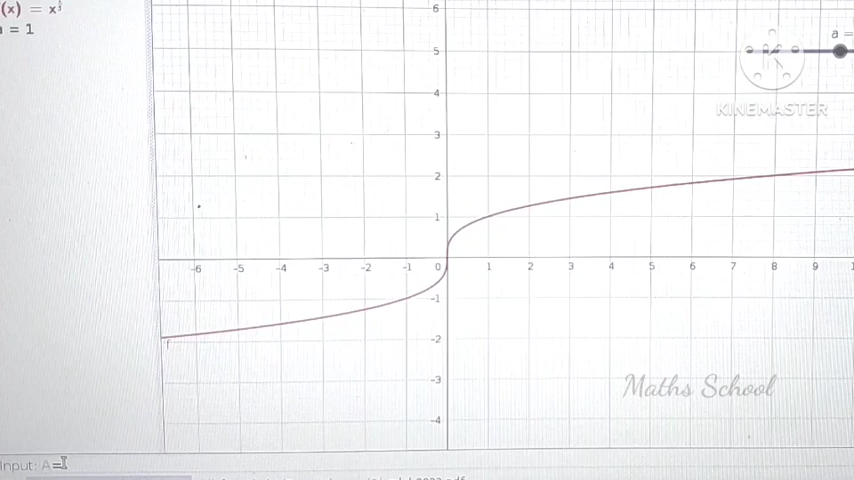 (x) = x^{1/3}
= 1
a =
KINEMASTER
6
5
4
3
2
1
-6 -5 -4 -3 -2 -1 0 1 2 3 4 5 6 7 8 9
-1
-2
f
-3
-4
Maths School
Input: A=